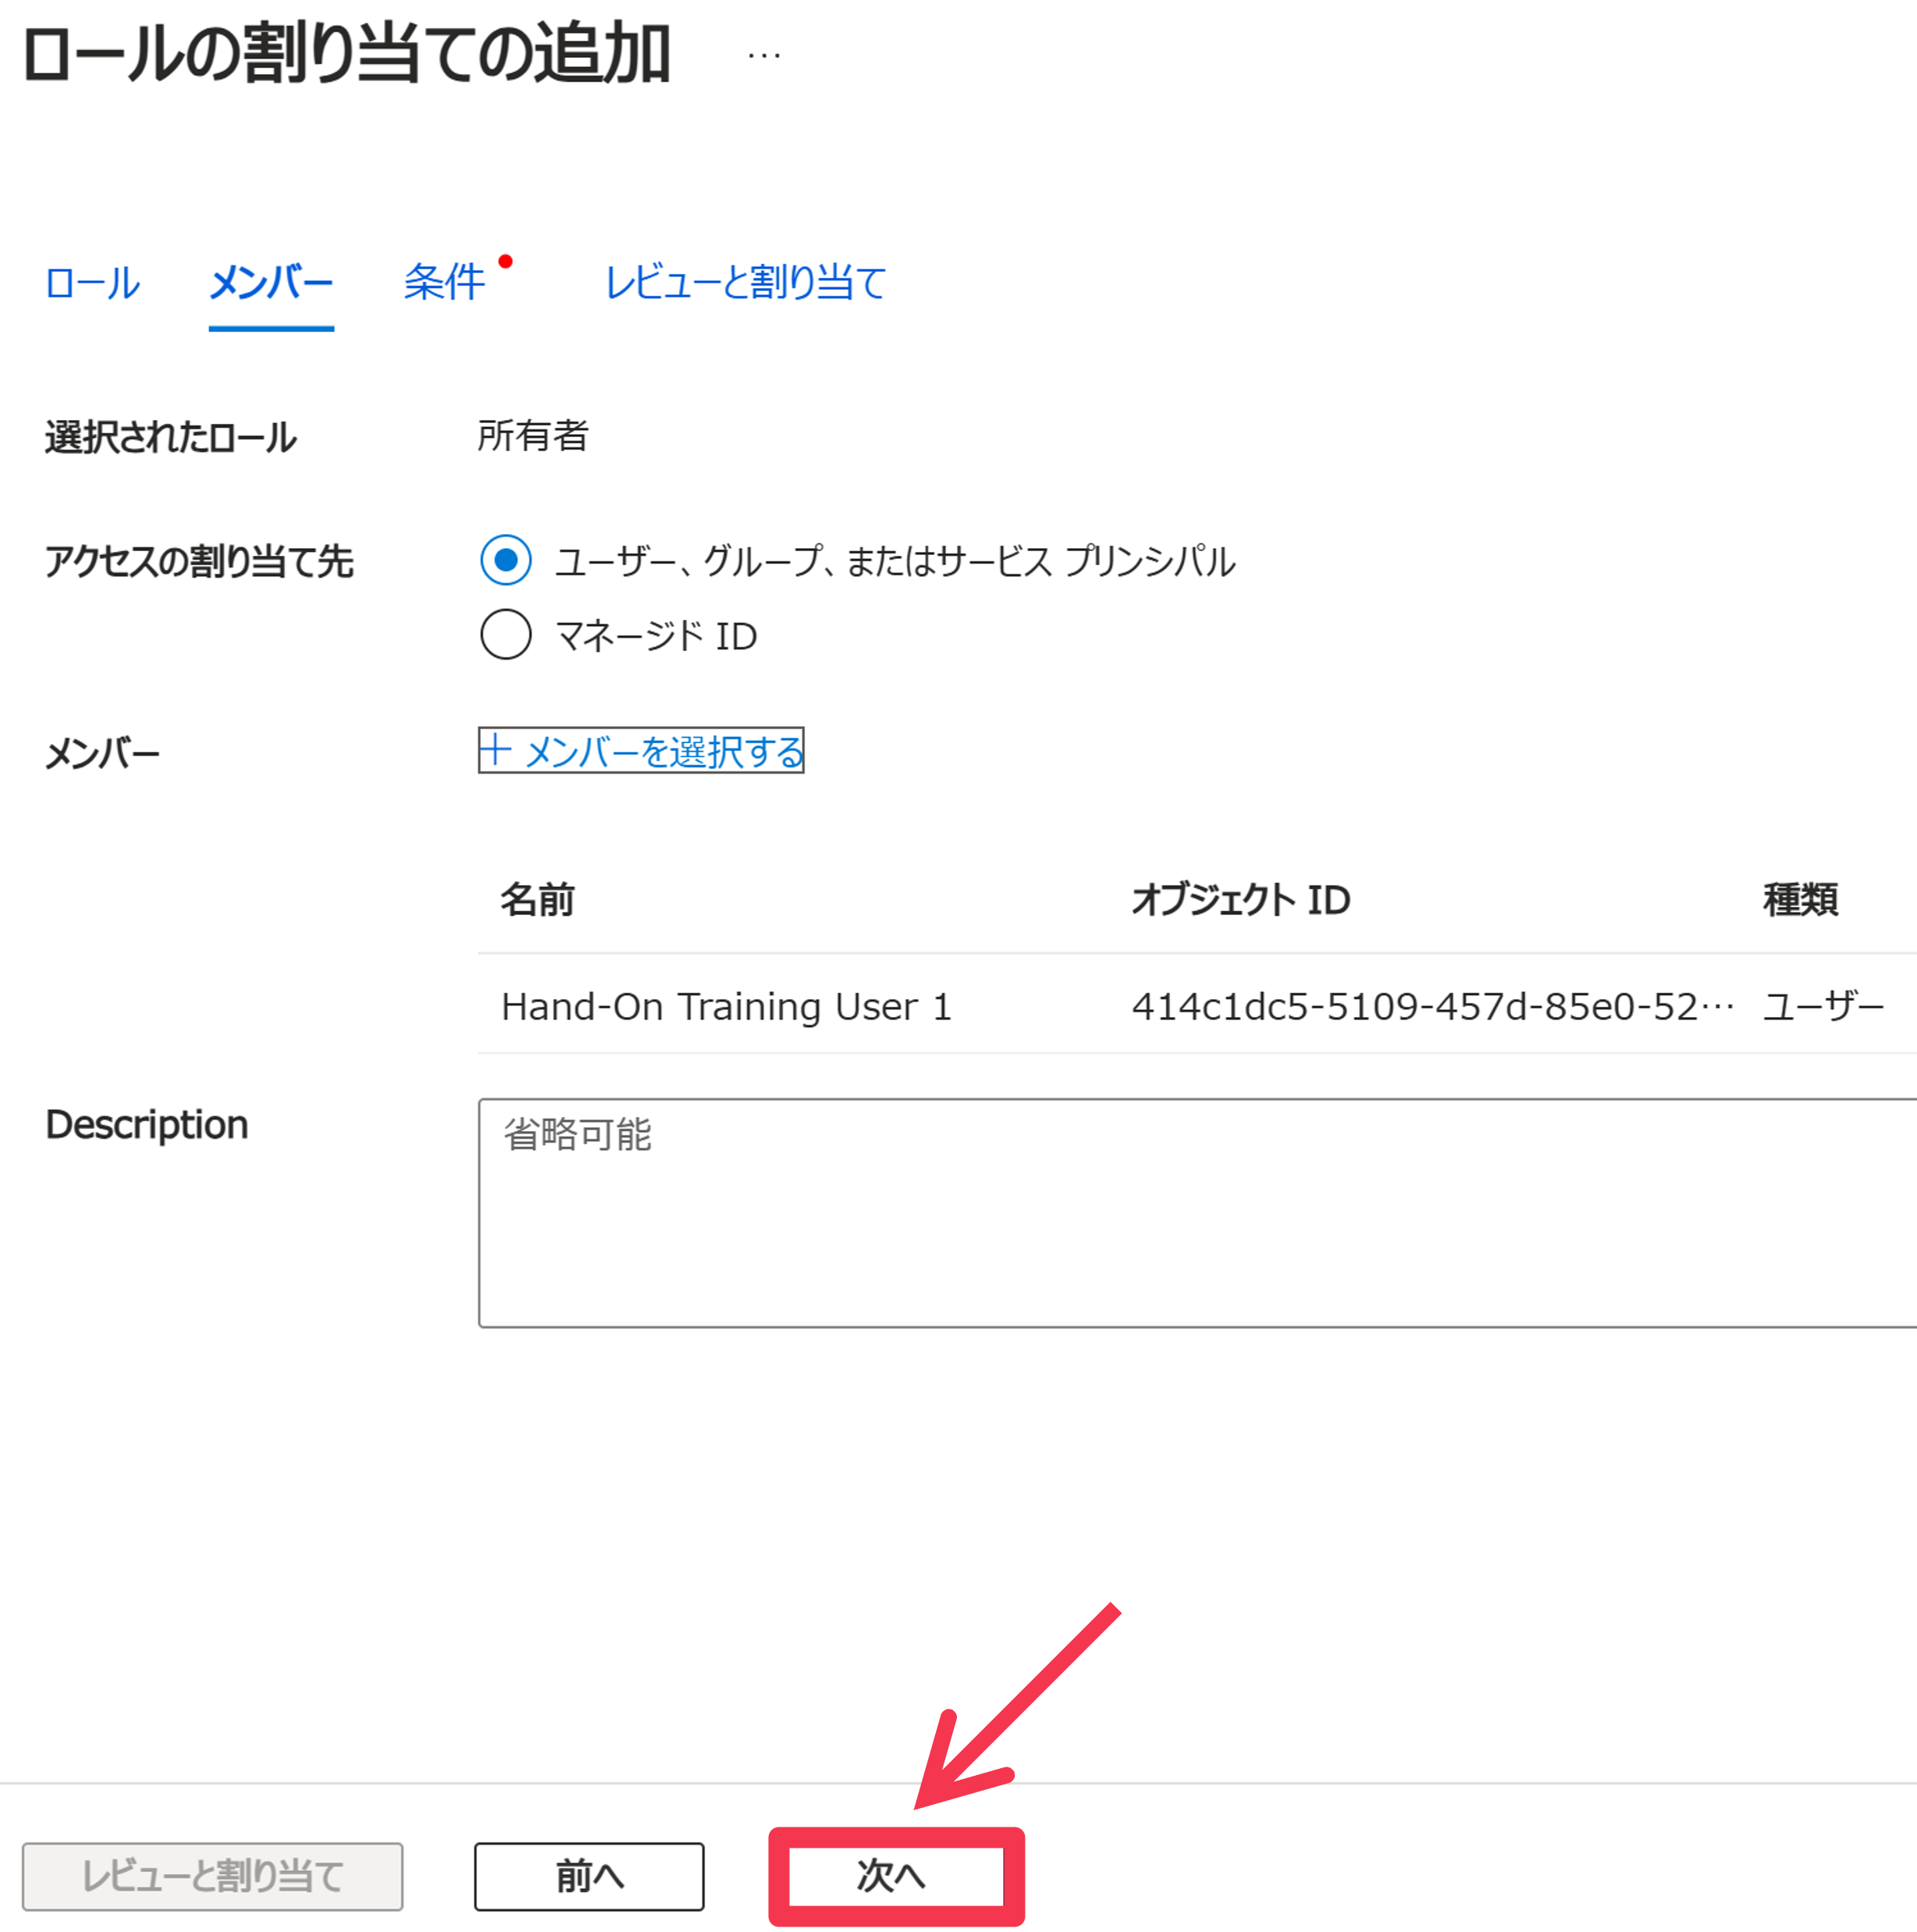 ロールの割り当ての追加 …
ロール メンバー 条件 レビューと割り当て
選択されたロール 所有者
アクセスの割り当て先 ユーザー、グループ、またはサービス プリンシパル
マネージド ID
メンバー + メンバーを選択する
名前 オブジェクト ID 種類
Hand-On Training User 1 414c1dc5-5109-457d-85e0-52… ユーザー
Description 省略可能
レビューと割り当て 前へ 次へ